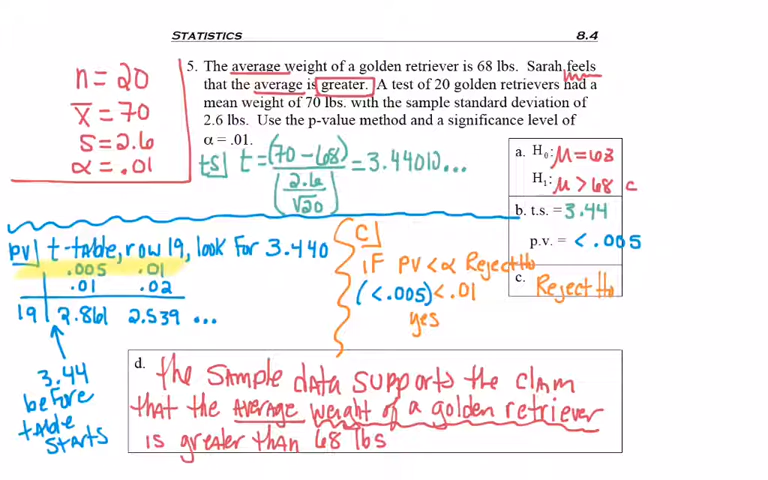 STATISTICS 8.4
5. The average weight of a golden retriever is 68 lbs. Sarah feels
that the average is greater. A test of 20 golden retrievers had a
mean weight of 70 lbs. with the sample standard deviation of
2.6 lbs. Use the p-value method and a significance level of
α = .01.
n = 20
x̄ = 70
S = 2.6
α = .01
ts| t = (70 - 68) / (2.6 / √20) = 3.44010...
a. H₀: μ = 68
H₁: μ > 68 c
b. t.s. = 3.44
p.v. = < .005
c. Reject H₀
pv| t-table, row 19, look for 3.440
.005 .01
.01 .02
19 2.861 2.539 ...
3.44
before
table
starts
c|
IF PV < α Reject H₀
(<.005) < .01
yes
d. the sample data supports the claim
that the average weight of a golden retriever
is greater than 68 lbs